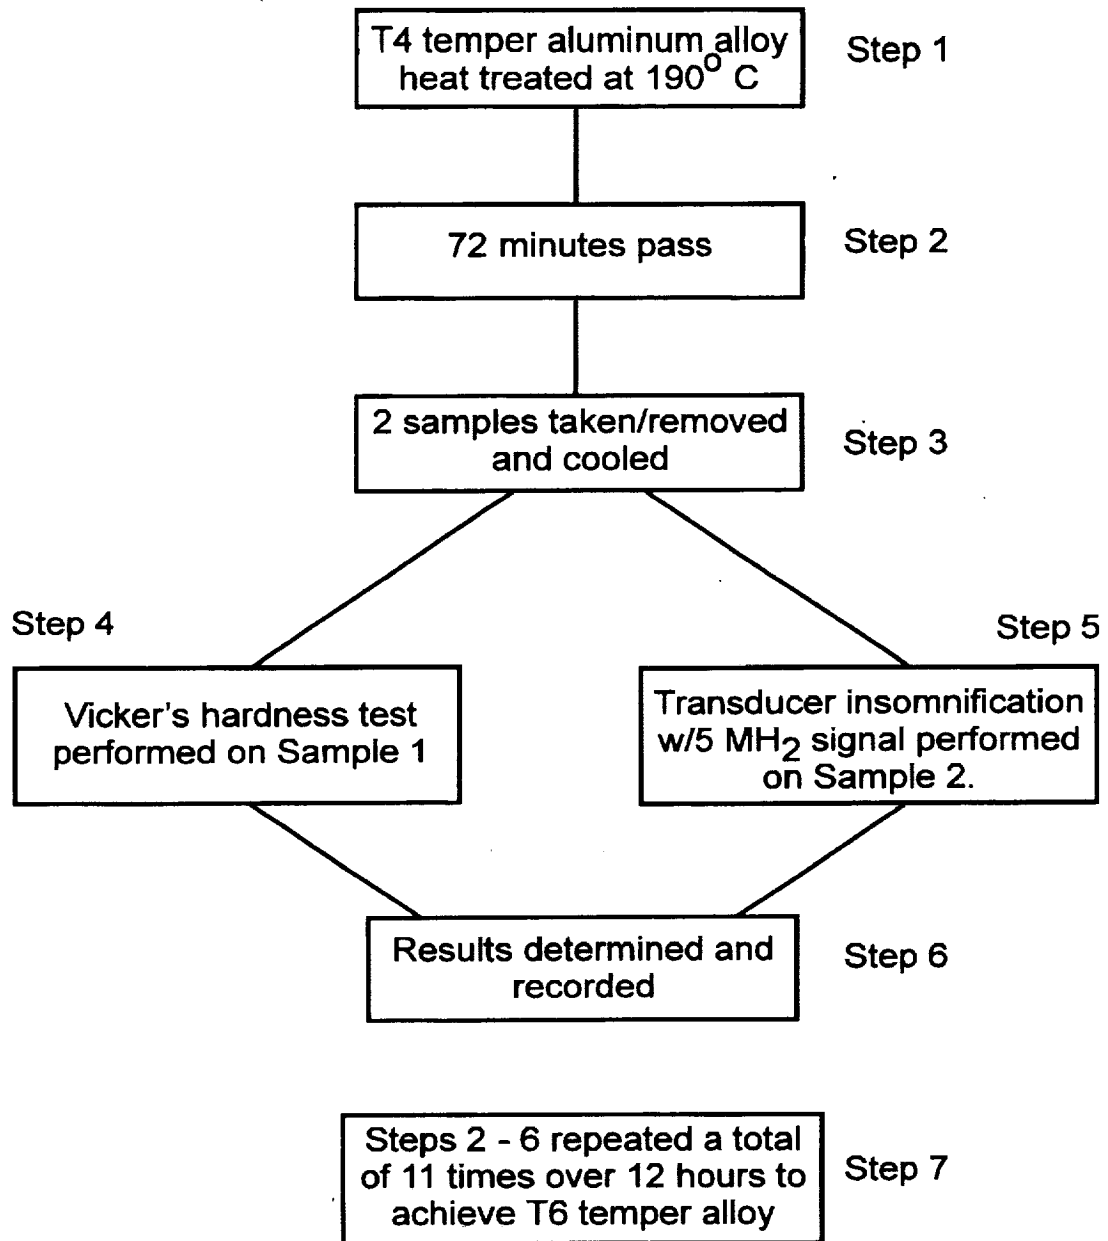 T4 temper aluminum alloy
heat treated at 190° C
Step 1
72 minutes pass
Step 2
2 samples taken/removed
and cooled
Step 3
Step 4
Vicker's hardness test
performed on Sample 1
Step 5
Transducer insomnification
w/5 MH2 signal performed
on Sample 2.
Results determined and
recorded
Step 6
Steps 2 - 6 repeated a total
of 11 times over 12 hours to
achieve T6 temper alloy
Step 7